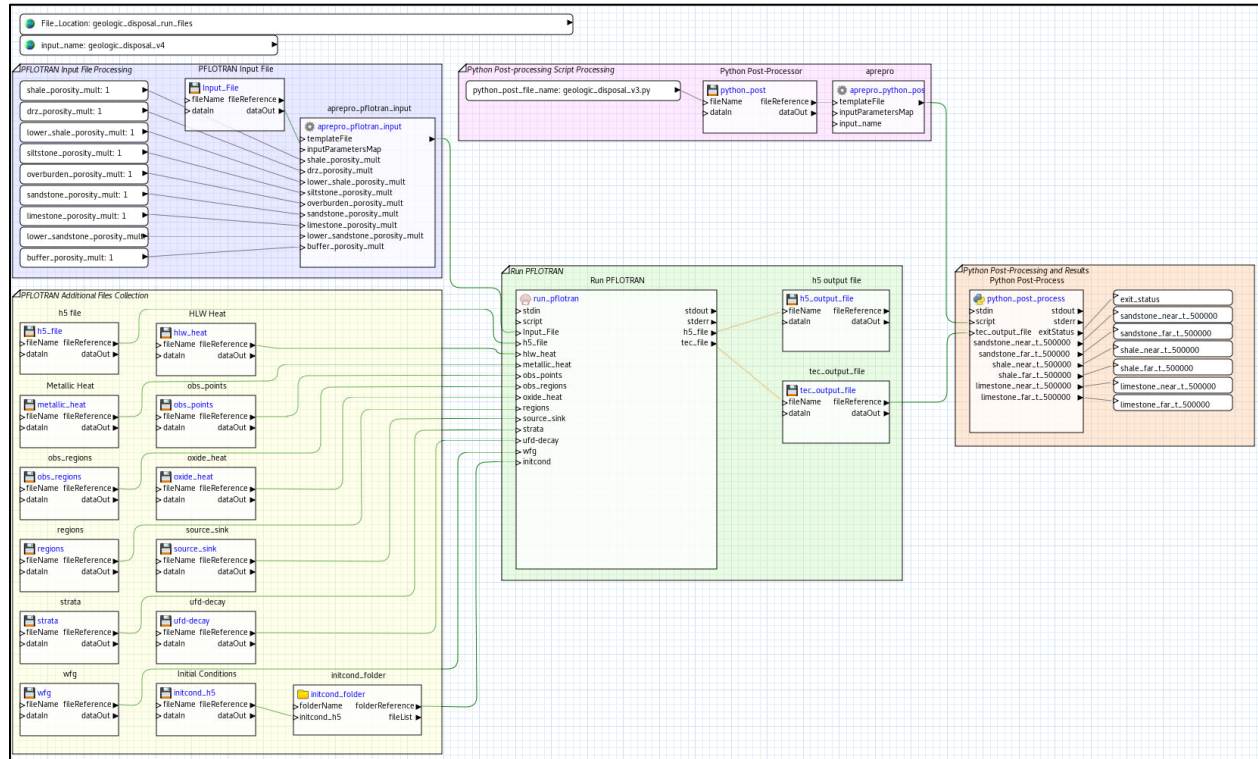 File_Location: geologic_disposal_run_files
input_name: geologic_disposal_v4
PFLOTRAN Input File Processing
shale_porosity_mult: 1
drz_porosity_mult: 1
lower_shale_porosity_mult: 1
siltstone_porosity_mult: 1
overburden_porosity_mult: 1
sandstone_porosity_mult: 1
limestone_porosity_mult: 1
lower_sandstone_porosity_mult
buffer_porosity_mult: 1
PFLOTRAN Input File
Input_File
fileName fileReference
dataIn dataOut
aprepro_pflotran_input
aprepro_pflotran_input
templateFile
inputParametersMap
shale_porosity_mult
drz_porosity_mult
lower_shale_porosity_mult
siltstone_porosity_mult
overburden_porosity_mult
sandstone_porosity_mult
limestone_porosity_mult
lower_sandstone_porosity_mult
buffer_porosity_mult
Python Post-processing Script Processing
python_post_file_name: geologic_disposal_v3.py
Python Post-Processor
python_post
fileName fileReference
dataIn dataOut
aprepro
aprepro_python_pos
templateFile
inputParametersMap
input_name
PFLOTRAN Additional Files Collection
h5 file
h5_file
fileName fileReference
dataIn dataOut
HLW Heat
hlw_heat
fileName fileReference
dataIn dataOut
Metallic Heat
metallic_heat
fileName fileReference
dataIn dataOut
obs_points
obs_points
fileName fileReference
dataIn dataOut
obs_regions
obs_regions
fileName fileReference
dataIn dataOut
oxide_heat
oxide_heat
fileName fileReference
dataIn dataOut
regions
regions
fileName fileReference
dataIn dataOut
source_sink
source_sink
fileName fileReference
dataIn dataOut
strata
strata
fileName fileReference
dataIn dataOut
ufd-decay
ufd-decay
fileName fileReference
dataIn dataOut
wfg
wfg
fileName fileReference
dataIn dataOut
Initial Conditions
initcond_h5
fileName fileReference
dataIn dataOut
initcond_folder
initcond_folder
folderName folderReference
initcond_h5 fileList
Run PFLOTRAN
Run PFLOTRAN
run_pflotran
stdin stdout
script stderr
Input_File h5_file
h5_file tec_file
hlw_heat
metallic_heat
obs_points
obs_regions
oxide_heat
regions
source_sink
strata
ufd-decay
wfg
initcond
h5 output file
h5_output_file
fileName fileReference
dataIn dataOut
tec_output_file
tec_output_file
fileName fileReference
dataIn dataOut
Python Post-Processing and Results
Python Post-Process
python_post_process
stdin stdout
script stderr
tec_output_file exitStatus
sandstone_near_t_500000
sandstone_far_t_500000
shale_near_t_500000
shale_far_t_500000
limestone_near_t_500000
limestone_far_t_500000
exit_status
sandstone_near_t_500000
sandstone_far_t_500000
shale_near_t_500000
shale_far_t_500000
limestone_near_t_500000
limestone_far_t_500000